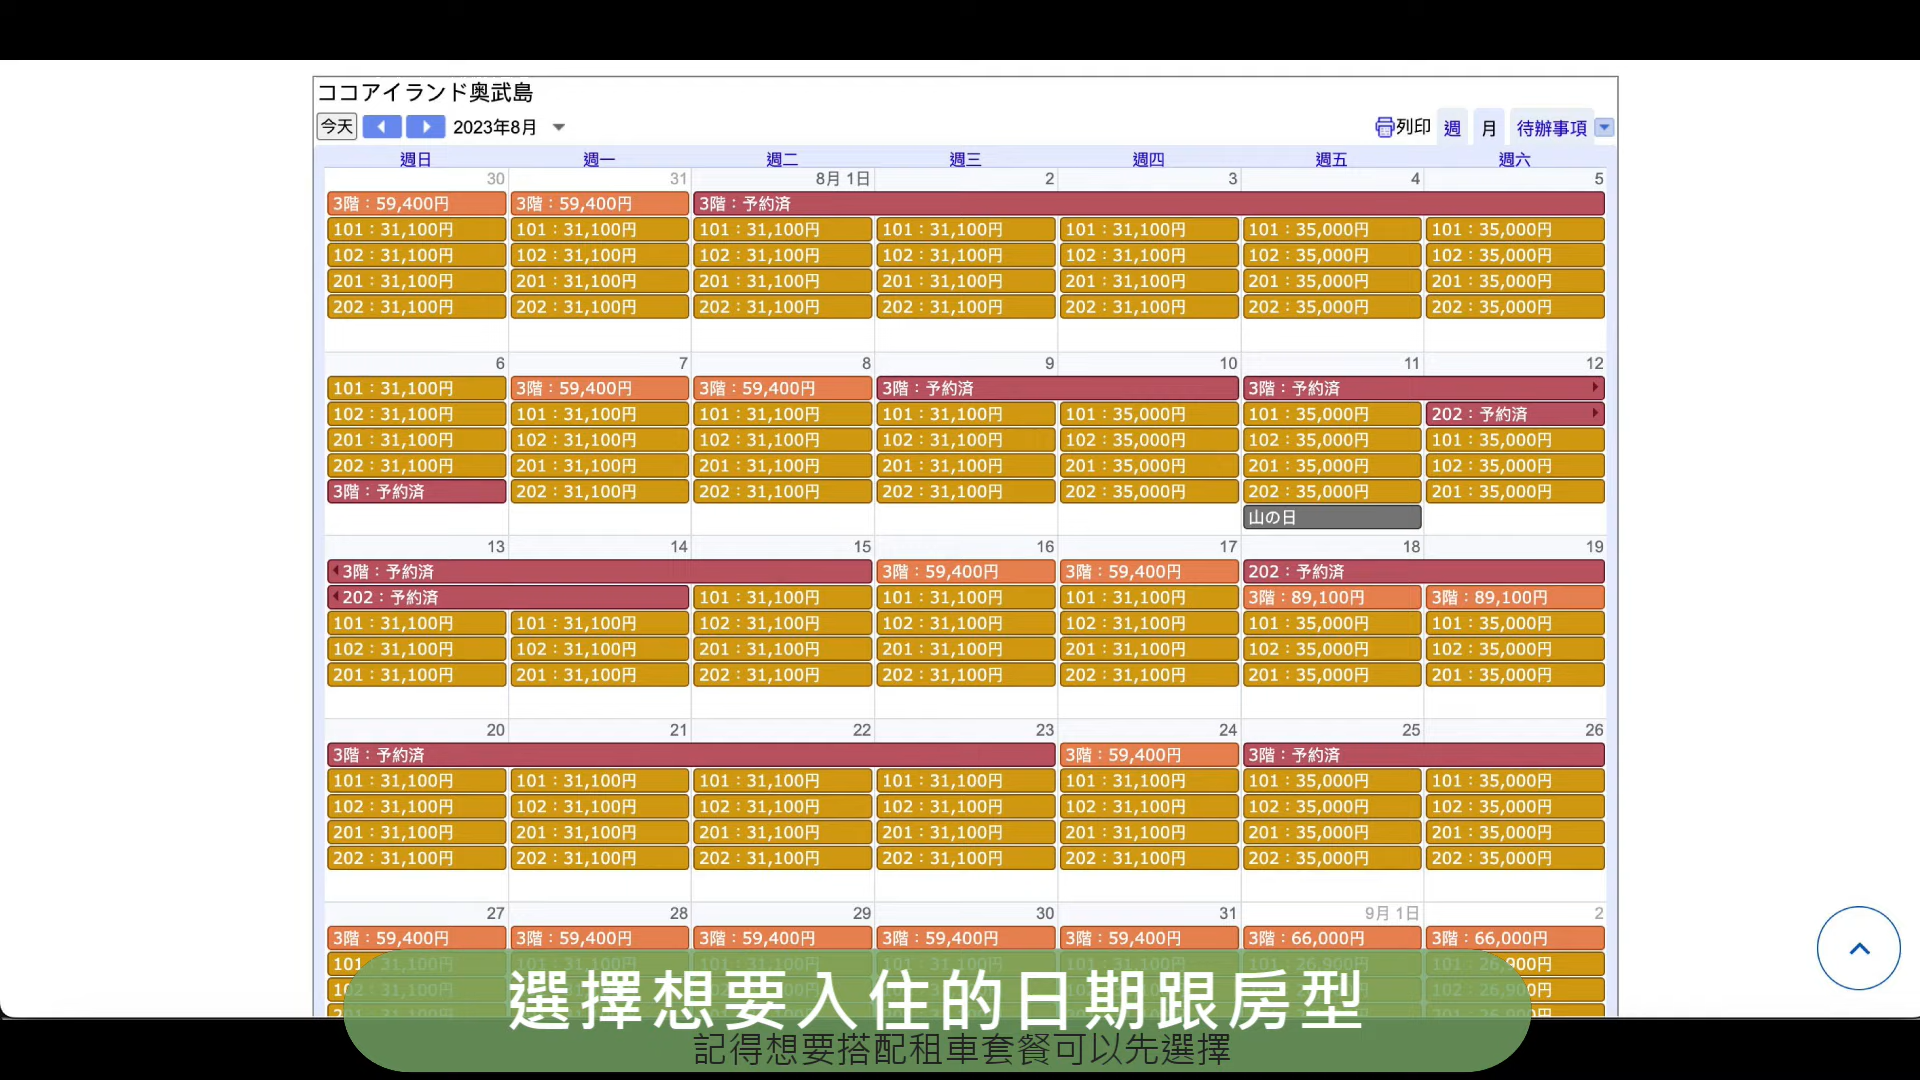 ココアイランド奥武島
今天 2023年8月 列印 週 月 待辦事項
週日 週一 週二 週三 週四 週五 週六
30 31 8月 1日 2 3 4 5
3階：59,400円 3階：59,400円 3階：予約済
101：31,100円 101：31,100円 101：31,100円 101：31,100円 101：31,100円 101：35,000円 101：35,000円
102：31,100円 102：31,100円 102：31,100円 102：31,100円 102：31,100円 102：35,000円 102：35,000円
201：31,100円 201：31,100円 201：31,100円 201：31,100円 201：31,100円 201：35,000円 201：35,000円
202：31,100円 202：31,100円 202：31,100円 202：31,100円 202：31,100円 202：35,000円 202：35,000円
6 7 8 9 10 11 12
101：31,100円 3階：59,400円 3階：59,400円 3階：予約済 3階：予約済
102：31,100円 101：31,100円 101：31,100円 101：31,100円 101：35,000円 101：35,000円 202：予約済
201：31,100円 102：31,100円 102：31,100円 102：31,100円 102：35,000円 102：35,000円 101：35,000円
202：31,100円 201：31,100円 201：31,100円 201：31,100円 201：35,000円 201：35,000円 102：35,000円
3階：予約済 202：31,100円 202：31,100円 202：31,100円 202：35,000円 202：35,000円 201：35,000円
山の日
13 14 15 16 17 18 19
3階：予約済 3階：59,400円 3階：59,400円 202：予約済
202：予約済 101：31,100円 101：31,100円 101：31,100円 3階：89,100円 3階：89,100円
101：31,100円 101：31,100円 102：31,100円 102：31,100円 102：31,100円 101：35,000円 101：35,000円
102：31,100円 102：31,100円 201：31,100円 201：31,100円 201：31,100円 102：35,000円 102：35,000円
201：31,100円 201：31,100円 202：31,100円 202：31,100円 202：31,100円 201：35,000円 201：35,000円
20 21 22 23 24 25 26
3階：予約済 3階：59,400円 3階：予約済
101：31,100円 101：31,100円 101：31,100円 101：31,100円 101：31,100円 101：35,000円 101：35,000円
102：31,100円 102：31,100円 102：31,100円 102：31,100円 102：31,100円 102：35,000円 102：35,000円
201：31,100円 201：31,100円 201：31,100円 201：31,100円 201：31,100円 201：35,000円 201：35,000円
202：31,100円 202：31,100円 202：31,100円 202：31,100円 202：31,100円 202：35,000円 202：35,000円
27 28 29 30 31 9月 1日 2
3階：59,400円 3階：59,400円 3階：59,400円 3階：59,400円 3階：59,400円 3階：66,000円 3階：66,000円
選擇想要入住的日期跟房型
記得想要搭配租車套餐可以先選擇